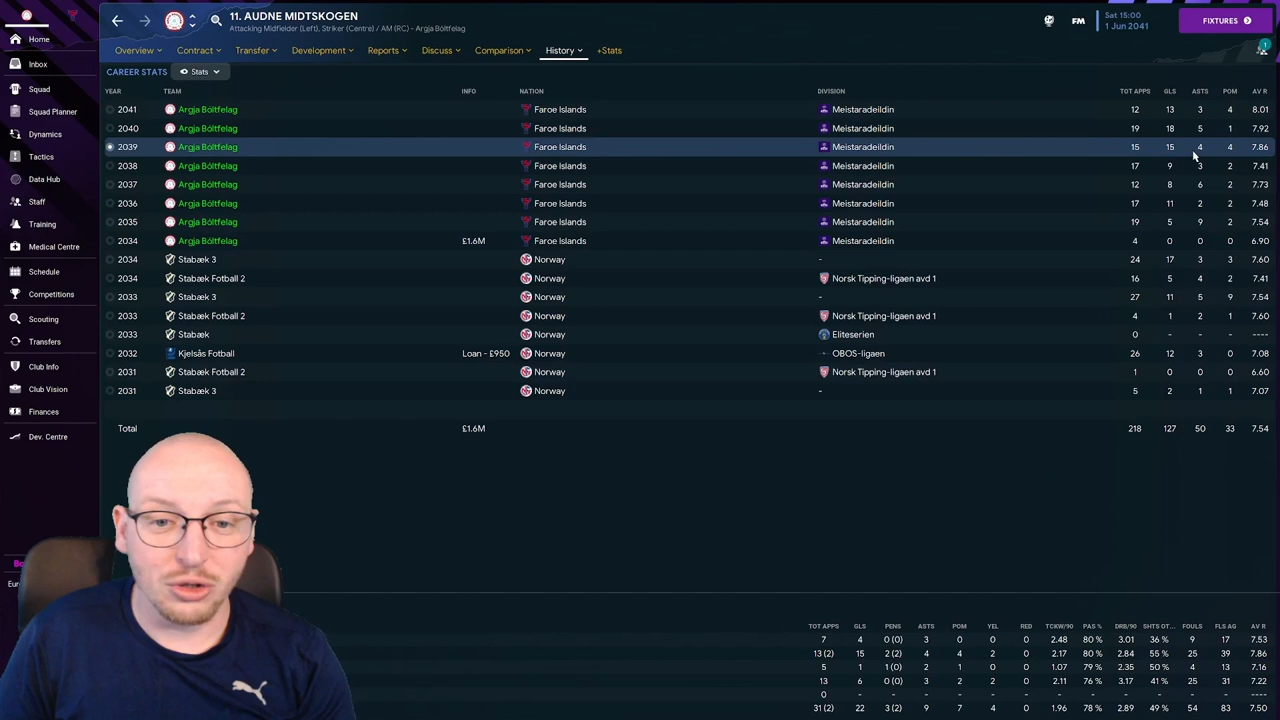 11. AUDNE MIDTSKOGEN
Attacking Midfielder (Left), Striker (Centre) / AM (RC) - Argja Bóltfelag
FM
Sat 15:00
1 Jun 2041
FIXTURES
1
Home
Inbox
Squad
Squad Planner
Dynamics
Tactics
Data Hub
Staff
Training
Medical Centre
Schedule
Competitions
Scouting
Transfers
Club Info
Club Vision
Finances
Dev. Centre
Overview Contract Transfer Development Reports Discuss Comparison History +Stats
CAREER STATS Stats
YEAR TEAM INFO NATION DIVISION TOT APPS GLS ASTS POM AV R
2041 Argja Bóltfelag Faroe Islands Meistaradeildin 12 13 3 4 8.01
2040 Argja Bóltfelag Faroe Islands Meistaradeildin 19 18 5 1 7.92
2039 Argja Bóltfelag Faroe Islands Meistaradeildin 15 15 4 4 7.86
2038 Argja Bóltfelag Faroe Islands Meistaradeildin 17 9 3 2 7.41
2037 Argja Bóltfelag Faroe Islands Meistaradeildin 12 8 6 2 7.73
2036 Argja Bóltfelag Faroe Islands Meistaradeildin 17 11 2 2 7.48
2035 Argja Bóltfelag Faroe Islands Meistaradeildin 19 5 9 2 7.54
2034 Argja Bóltfelag £1.6M Faroe Islands Meistaradeildin 4 0 0 0 6.90
2034 Stabæk 3 Norway - 24 17 3 3 7.60
2034 Stabæk Fotball 2 Norway Norsk Tipping-ligaen avd 1 16 5 4 2 7.41
2033 Stabæk 3 Norway - 27 11 5 9 7.54
2033 Stabæk Fotball 2 Norway Norsk Tipping-ligaen avd 1 4 1 2 1 7.60
2033 Stabæk Norway Eliteserien 0 - - - ----
2032 Kjelsås Fotball Loan - £950 Norway OBOS-ligaen 26 12 3 0 7.08
2031 Stabæk Fotball 2 Norway Norsk Tipping-ligaen avd 1 1 0 0 0 6.60
2031 Stabæk 3 Norway - 5 2 1 1 7.07
Total £1.6M 218 127 50 33 7.54
TOT APPS GLS PENS ASTS POM YEL RED TCKW/90 PAS % DRB/90 SHTS OT... FOULS FLS AG AV R
7 4 0 (0) 3 0 0 0 2.48 80 % 3.01 36 % 9 17 7.53
13 (2) 15 2 (2) 4 4 2 0 2.17 80 % 2.84 55 % 25 39 7.86
5 1 1 (0) 2 1 0 0 1.07 79 % 2.35 50 % 4 13 7.16
13 6 0 (0) 3 2 2 0 2.11 76 % 3.17 41 % 25 31 7.22
0 - - - - - - - - - - - - ----
31 (2) 22 3 (2) 9 7 4 0 1.96 78 % 2.89 49 % 54 83 7.50